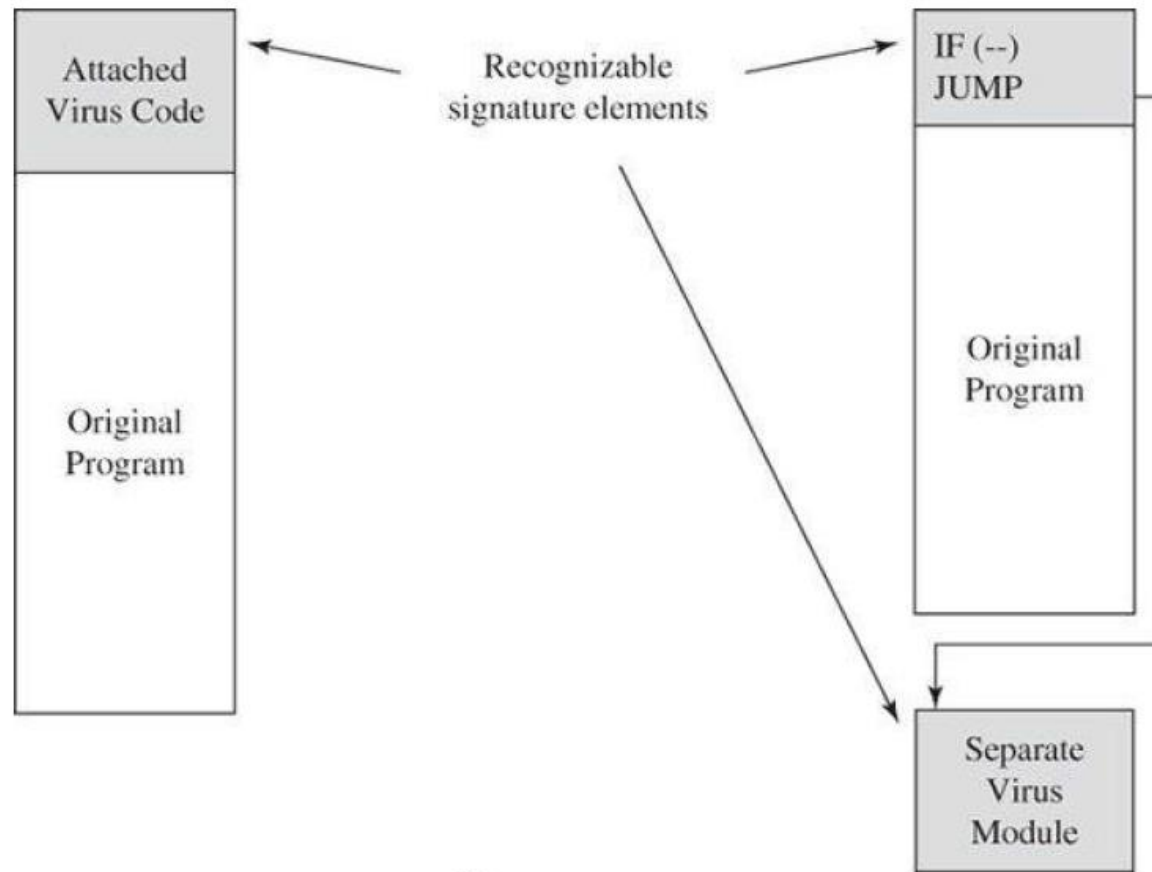 Attached
Virus Code
Original
Program
Recognizable
signature elements
IF (--)
JUMP
Original
Program
Separate
Virus
Module